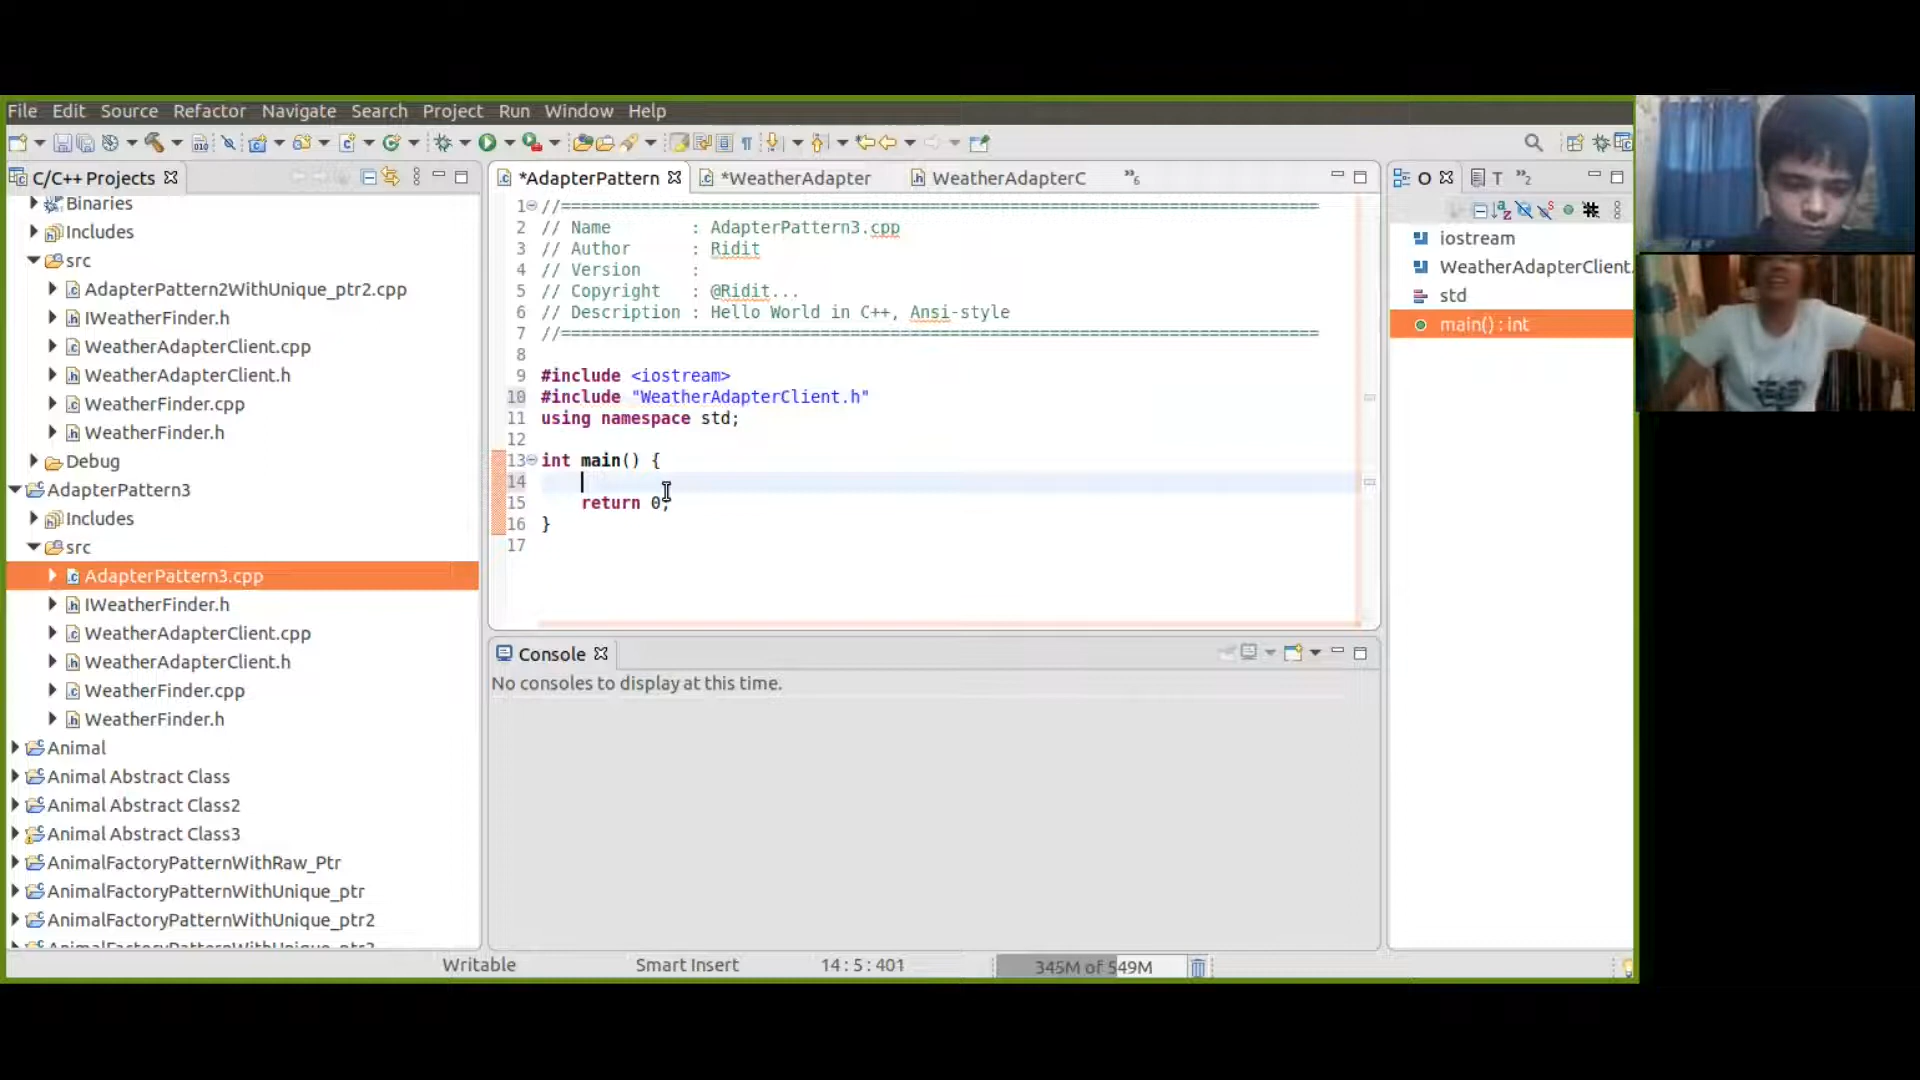 File Edit Source Refactor Navigate Search Project Run Window Help
C/C++ Projects
Binaries
Includes
src
AdapterPattern2WithUnique_ptr2.cpp
IWeatherFinder.h
WeatherAdapterClient.cpp
WeatherAdapterClient.h
WeatherFinder.cpp
WeatherFinder.h
Debug
AdapterPattern3
Includes
src
AdapterPattern3.cpp
IWeatherFinder.h
WeatherAdapterClient.cpp
WeatherAdapterClient.h
WeatherFinder.cpp
WeatherFinder.h
Animal
Animal Abstract Class
Animal Abstract Class2
Animal Abstract Class3
AnimalFactoryPatternWithRaw_Ptr
AnimalFactoryPatternWithUnique_ptr
AnimalFactoryPatternWithUnique_ptr2
*AdapterPattern *WeatherAdapter WeatherAdapterC »6
1 //====================================================================================
2 // Name : AdapterPattern3.cpp
3 // Author : Ridit
4 // Version :
5 // Copyright : @Ridit...
6 // Description : Hello World in C++, Ansi-style
7 //====================================================================================
8
9 #include <iostream>
10 #include "WeatherAdapterClient.h"
11 using namespace std;
12
13 int main() {
14
15 return 0;
16 }
17
Console
No consoles to display at this time.
O T »2
iostream
WeatherAdapterClient.
std
main() : int
Writable Smart Insert 14 : 5 : 401 345M of 549M